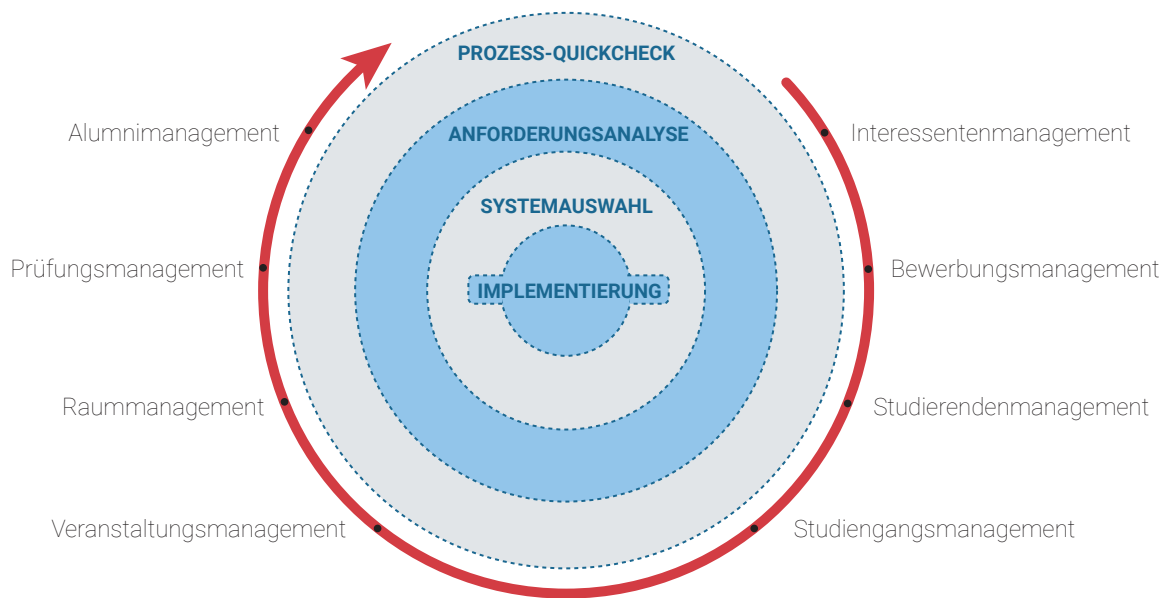 PROZESS-QUICKCHECK
ANFORDERUNGSANALYSE
SYSTEMAUSWAHL
IMPLEMENTIERUNG
Interessentenmanagement
Bewerbungsmanagement
Studierendenmanagement
Studiengangsmanagement
Veranstaltungsmanagement
Raummanagement
Prüfungsmanagement
Alumnimanagement